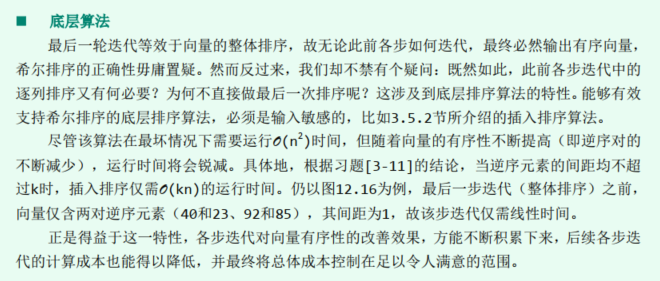 ■ 底层算法
最后一轮迭代等效于向量的整体排序，故无论此前各步如何迭代，最终必然输出有序向量，
希尔排序的正确性毋庸置疑。然而反过来，我们却不禁有个疑问：既然如此，此前各步迭代中的
逐列排序又有何必要？为何不直接做最后一次排序呢？这涉及到底层排序算法的特性。能够有效
支持希尔排序的底层排序算法，必须是输入敏感的，比如3.5.2节所介绍的插入排序算法。
尽管该算法在最坏情况下需要运行O(n²)时间，但随着向量的有序性不断提高（即逆序对的
不断减少），运行时间将会锐减。具体地，根据习题[3-11]的结论，当逆序元素的间距均不超
过k时，插入排序仅需O(kn)的运行时间。仍以图12.16为例，最后一步迭代（整体排序）之前，
向量仅含两对逆序元素（40和23、92和85），其间距为1，故该步迭代仅需线性时间。
正是得益于这一特性，各步迭代对向量有序性的改善效果，方能不断积累下来，后续各步迭
代的计算成本也能得以降低，并最终将总体成本控制在足以令人满意的范围。